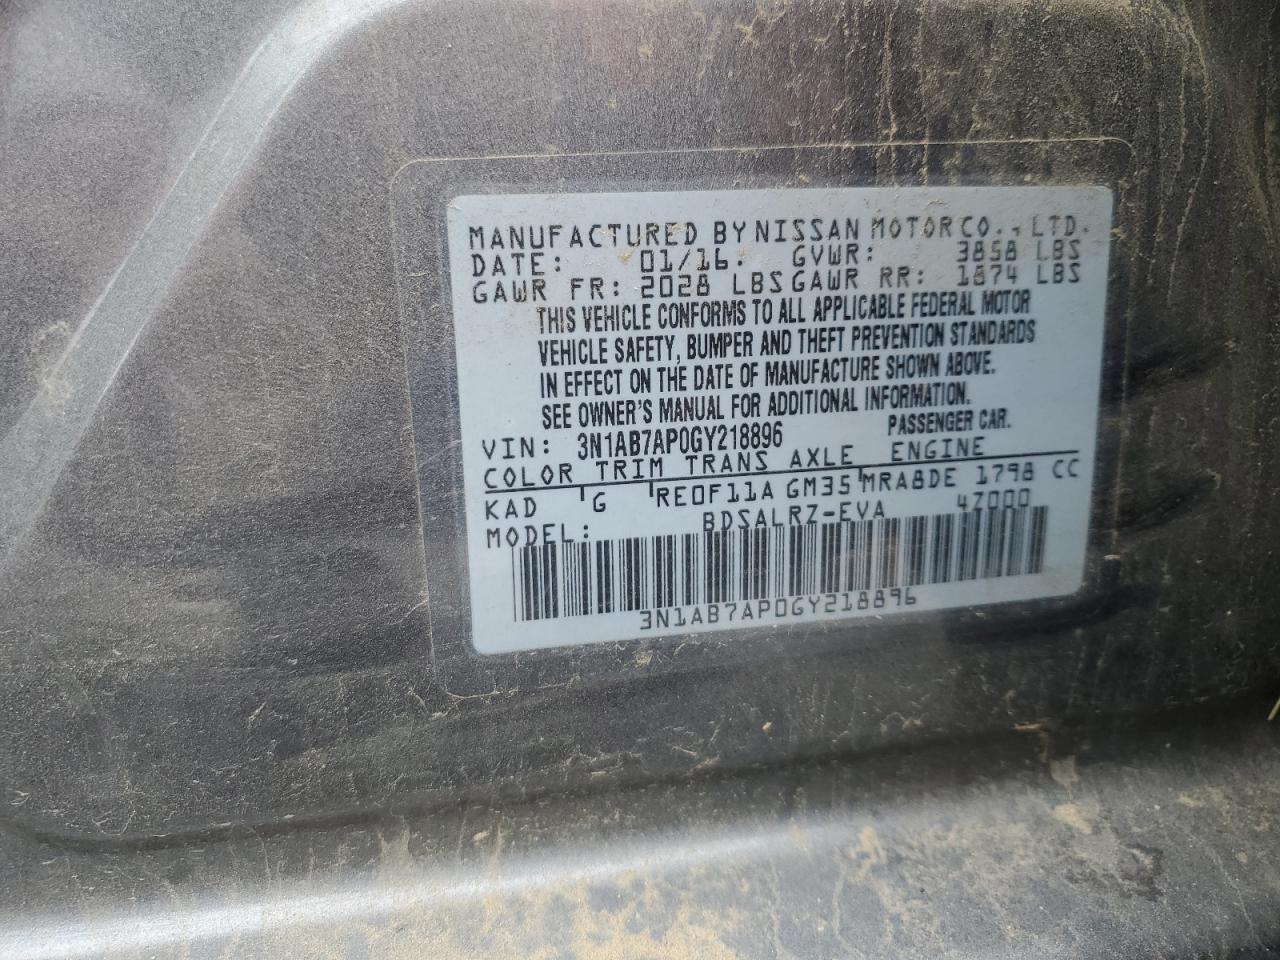 MANUFACTURED BY NISSAN MOTOR CO., LTD.
DATE: 01/16. GVWR: 3858 LBS
GAWR FR: 2028 LBS GAWR RR: 1874 LBS
THIS VEHICLE CONFORMS TO ALL APPLICABLE FEDERAL MOTOR
VEHICLE SAFETY, BUMPER AND THEFT PREVENTION STANDARDS
IN EFFECT ON THE DATE OF MANUFACTURE SHOWN ABOVE.
SEE OWNER'S MANUAL FOR ADDITIONAL INFORMATION.
VIN: 3N1AB7AP0GY218896 PASSENGER CAR.
COLOR TRIM TRANS AXLE ENGINE
KAD G RE0F11A GM35 MRA8DE 1798 CC
MODEL: BDSALRZ-EVA 4Z000
3N1AB7AP0GY218896